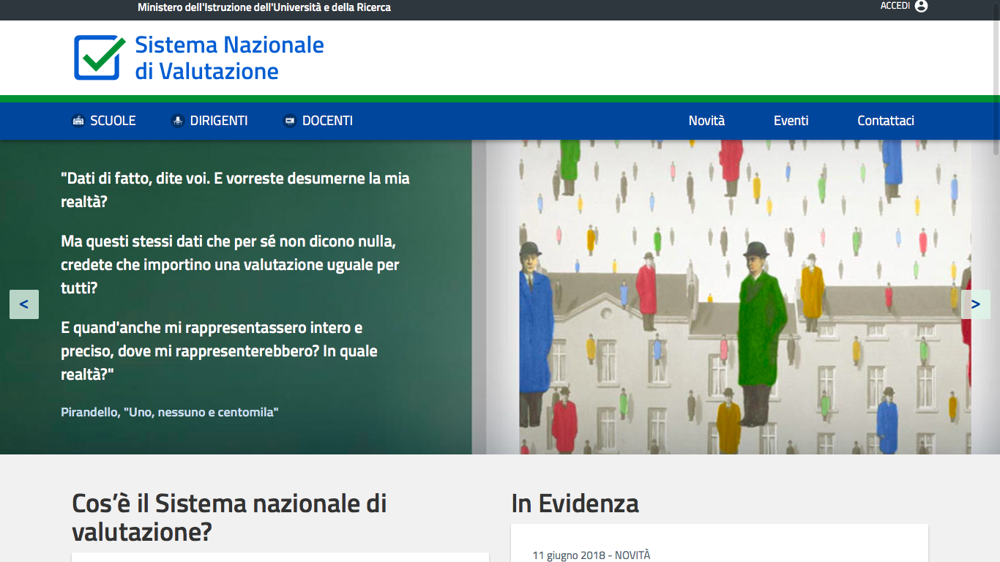 Ministero dell'Istruzione dell'Università e della Ricerca
ACCEDI
Sistema Nazionale
di Valutazione
SCUOLE DIRIGENTI DOCENTI Novità Eventi Contattaci
"Dati di fatto, dite voi. E vorreste desumerne la mia
realtà?
Ma questi stessi dati che per sé non dicono nulla,
credete che importino una valutazione uguale per
tutti?
< >
E quand'anche mi rappresentassero intero e
preciso, dove mi rappresenterebbero? In quale
realtà?"
Pirandello, "Uno, nessuno e centomila"
Cos’è il Sistema nazionale di
valutazione?
In Evidenza
11 giugno 2018 - NOVITÀ